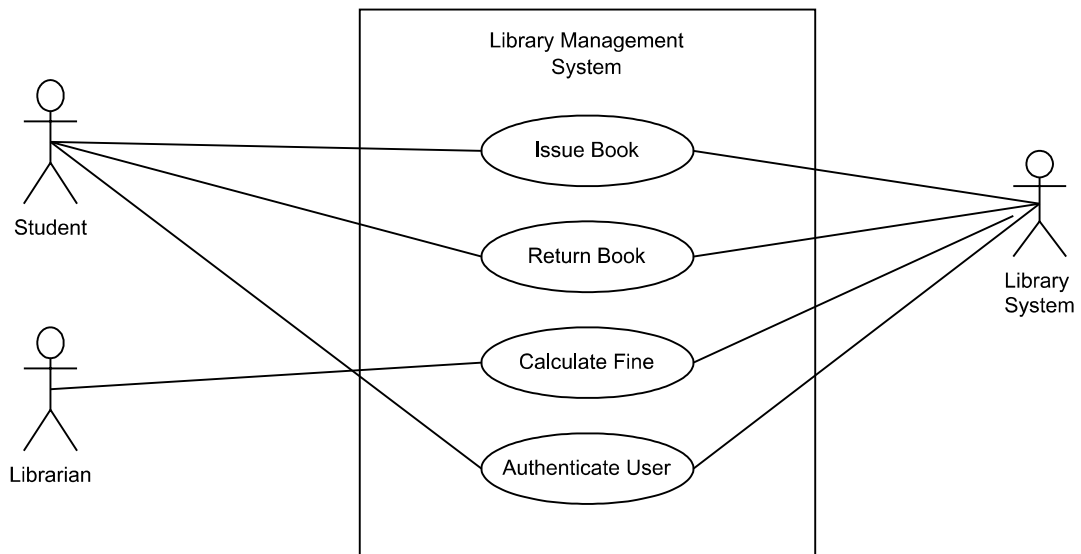 Library Management
System
Issue Book
Student
Return Book
Library
System
Calculate Fine
Librarian
Authenticate User